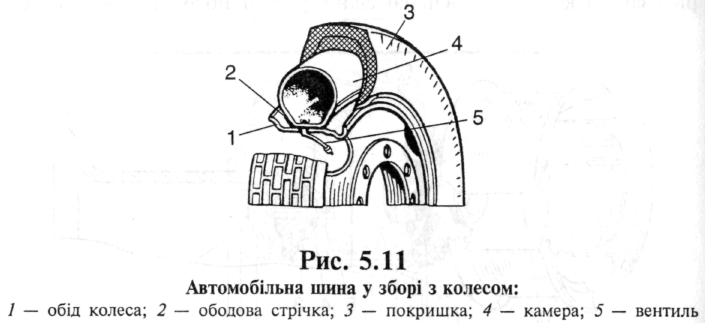 3
4
2
1
5
Рис. 5.11
Автомобільна шина у зборі з колесом:
1 — обід колеса; 2 — ободова стрічка; 3 — покришка; 4 — камера; 5 — вентиль